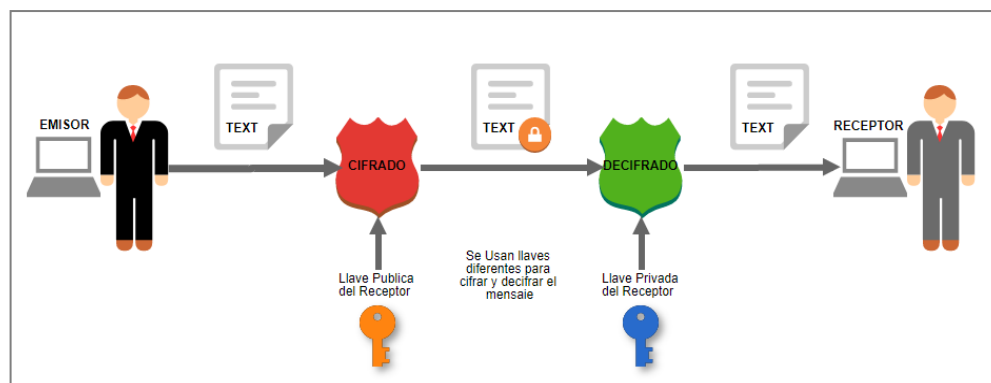 EMISOR
TEXT
CIFRADO
TEXT
DECIFRADO
TEXT
RECEPTOR
Llave Publica
del Receptor
Se Usan llaves
diferentes para
cifrar y decifrar el
mensaie
Llave Privada
del Receptor